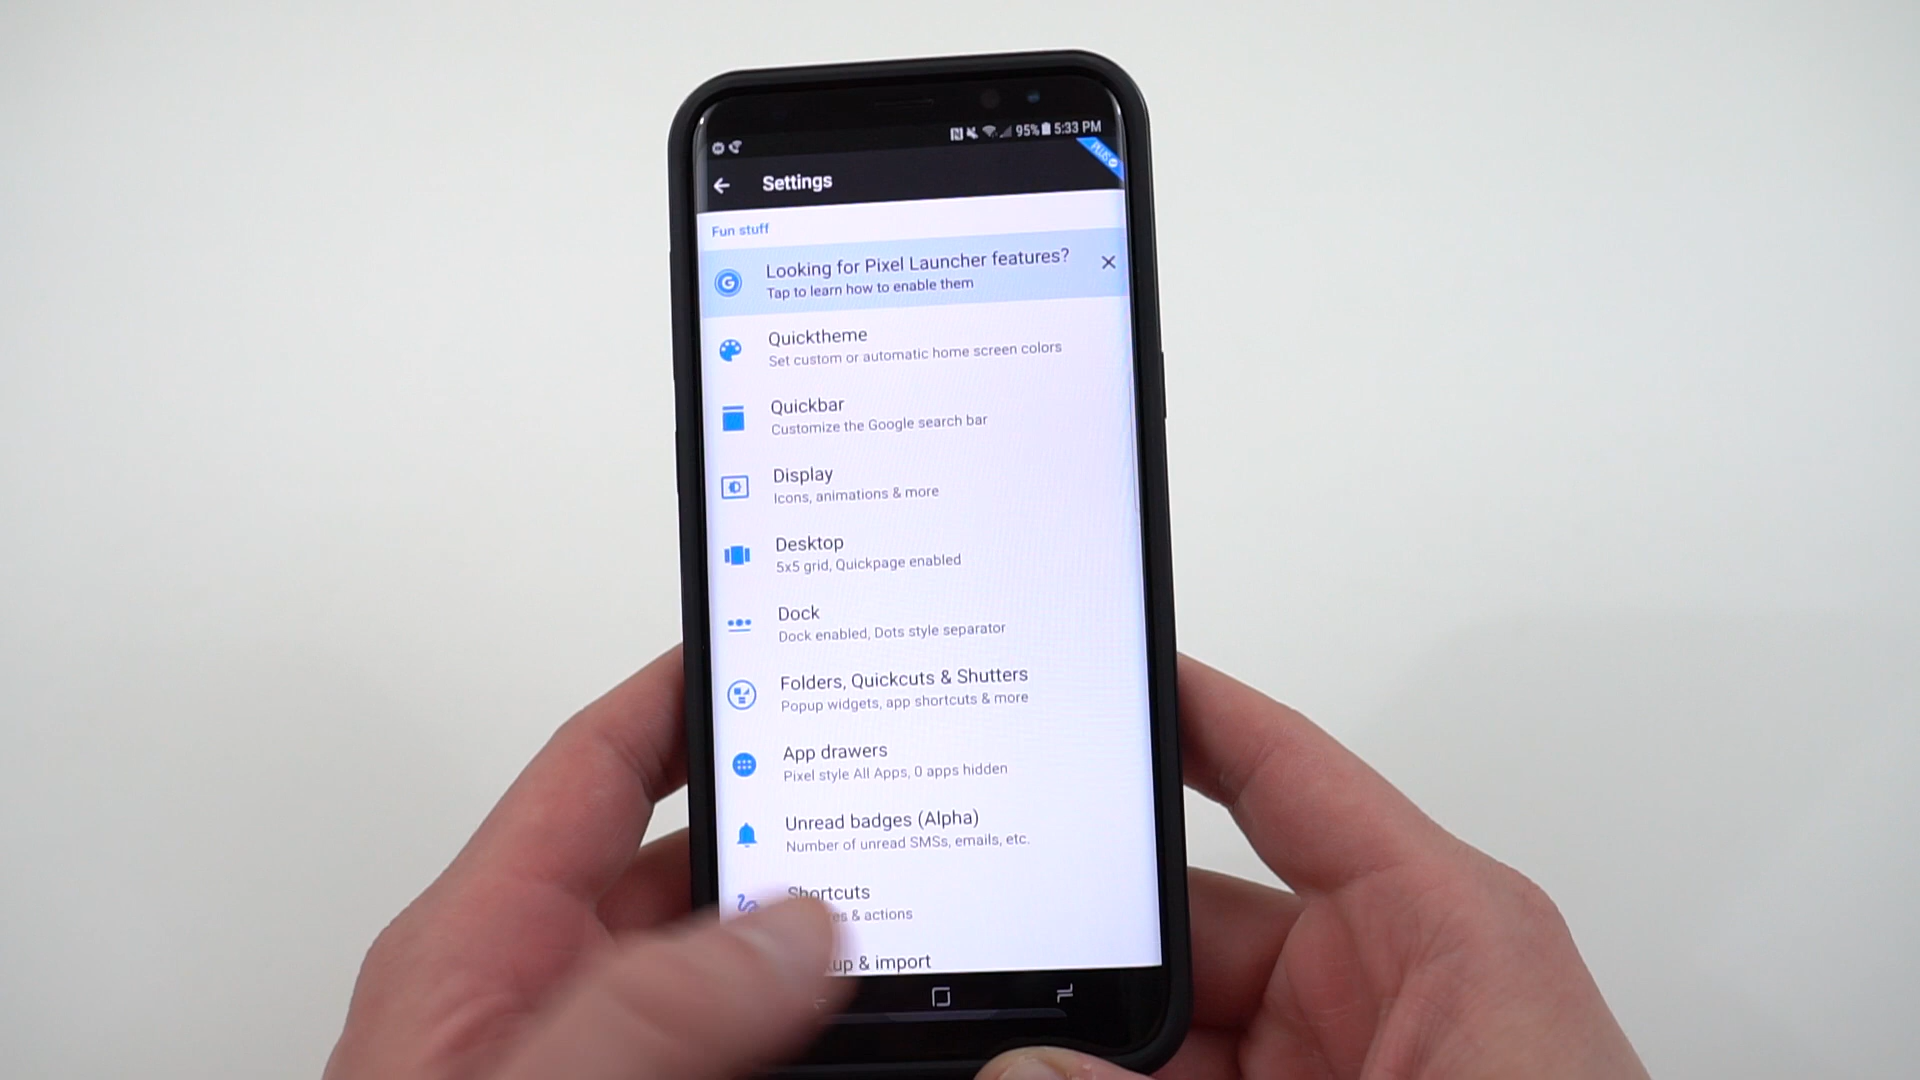 95% 5:33 PM
PLUS
Settings
Fun stuff
Looking for Pixel Launcher features?
Tap to learn how to enable them
Quicktheme
Set custom or automatic home screen colors
Quickbar
Customize the Google search bar
Display
Icons, animations & more
Desktop
5x5 grid, Quickpage enabled
Dock
Dock enabled, Dots style separator
Folders, Quickcuts & Shutters
Popup widgets, app shortcuts & more
App drawers
Pixel style All Apps, 0 apps hidden
Unread badges (Alpha)
Number of unread SMSs, emails, etc.
Shortcuts
& actions
& import